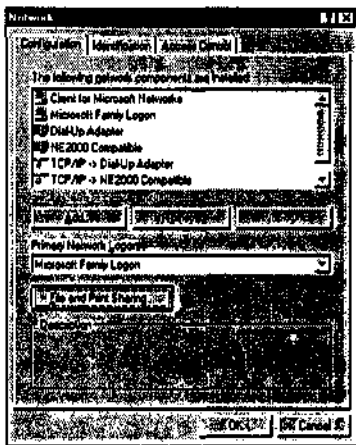 Network
Configuration Identification Access Control
The following network components are installed
Client for Microsoft Networks
Microsoft Family Logon
Dial-Up Adapter
NE2000 Compatible
TCP/IP -> Dial-Up Adapter
TCP/IP -> NE2000 Compatible
Add
Primary Network Logon
Microsoft Family Logon
File and Print Sharing
Description
OK Cancel